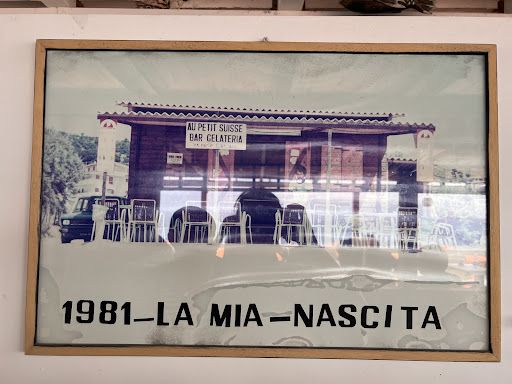 AU PETIT SUISSE
BAR GELATERIA
1981-LA MIA-NASCITA